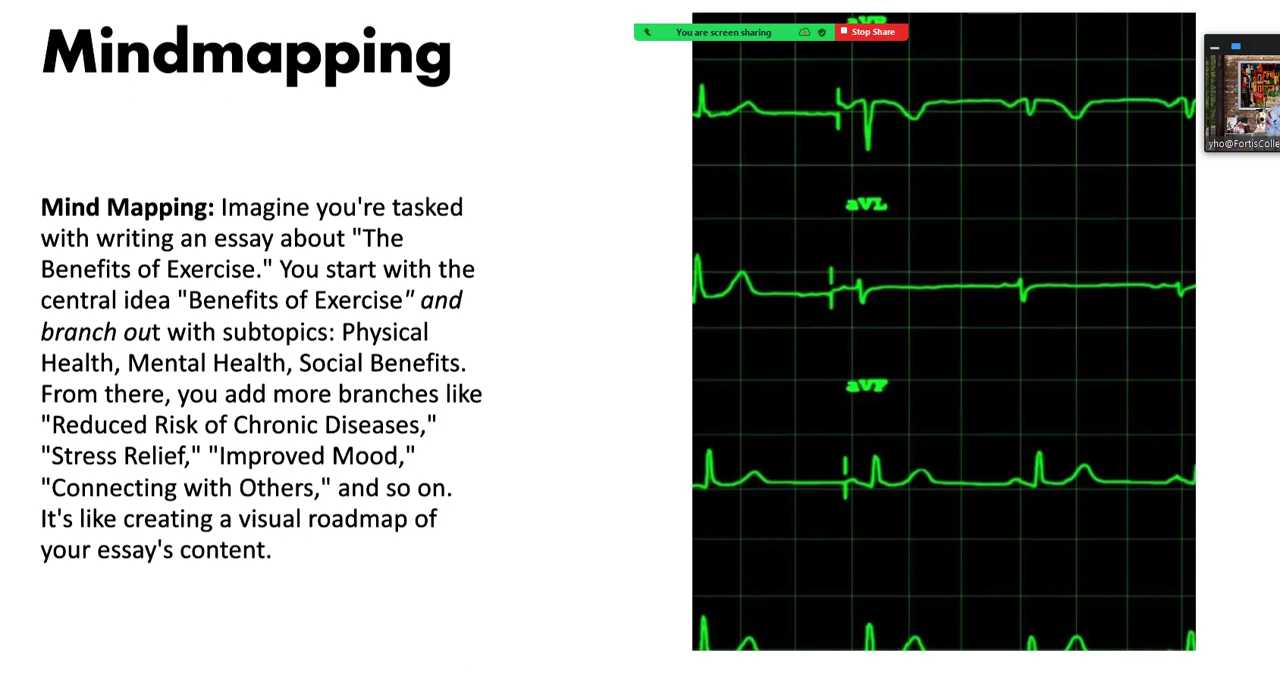 Mindmapping
Mind Mapping: Imagine you're tasked
with writing an essay about "The
Benefits of Exercise." You start with the
central idea "Benefits of Exercise" and
branch out with subtopics: Physical
Health, Mental Health, Social Benefits.
From there, you add more branches like
"Reduced Risk of Chronic Diseases,"
"Stress Relief," "Improved Mood,"
"Connecting with Others," and so on.
It's like creating a visual roadmap of
your essay's content.
You are screen sharing
Stop Share
aVL
aVF